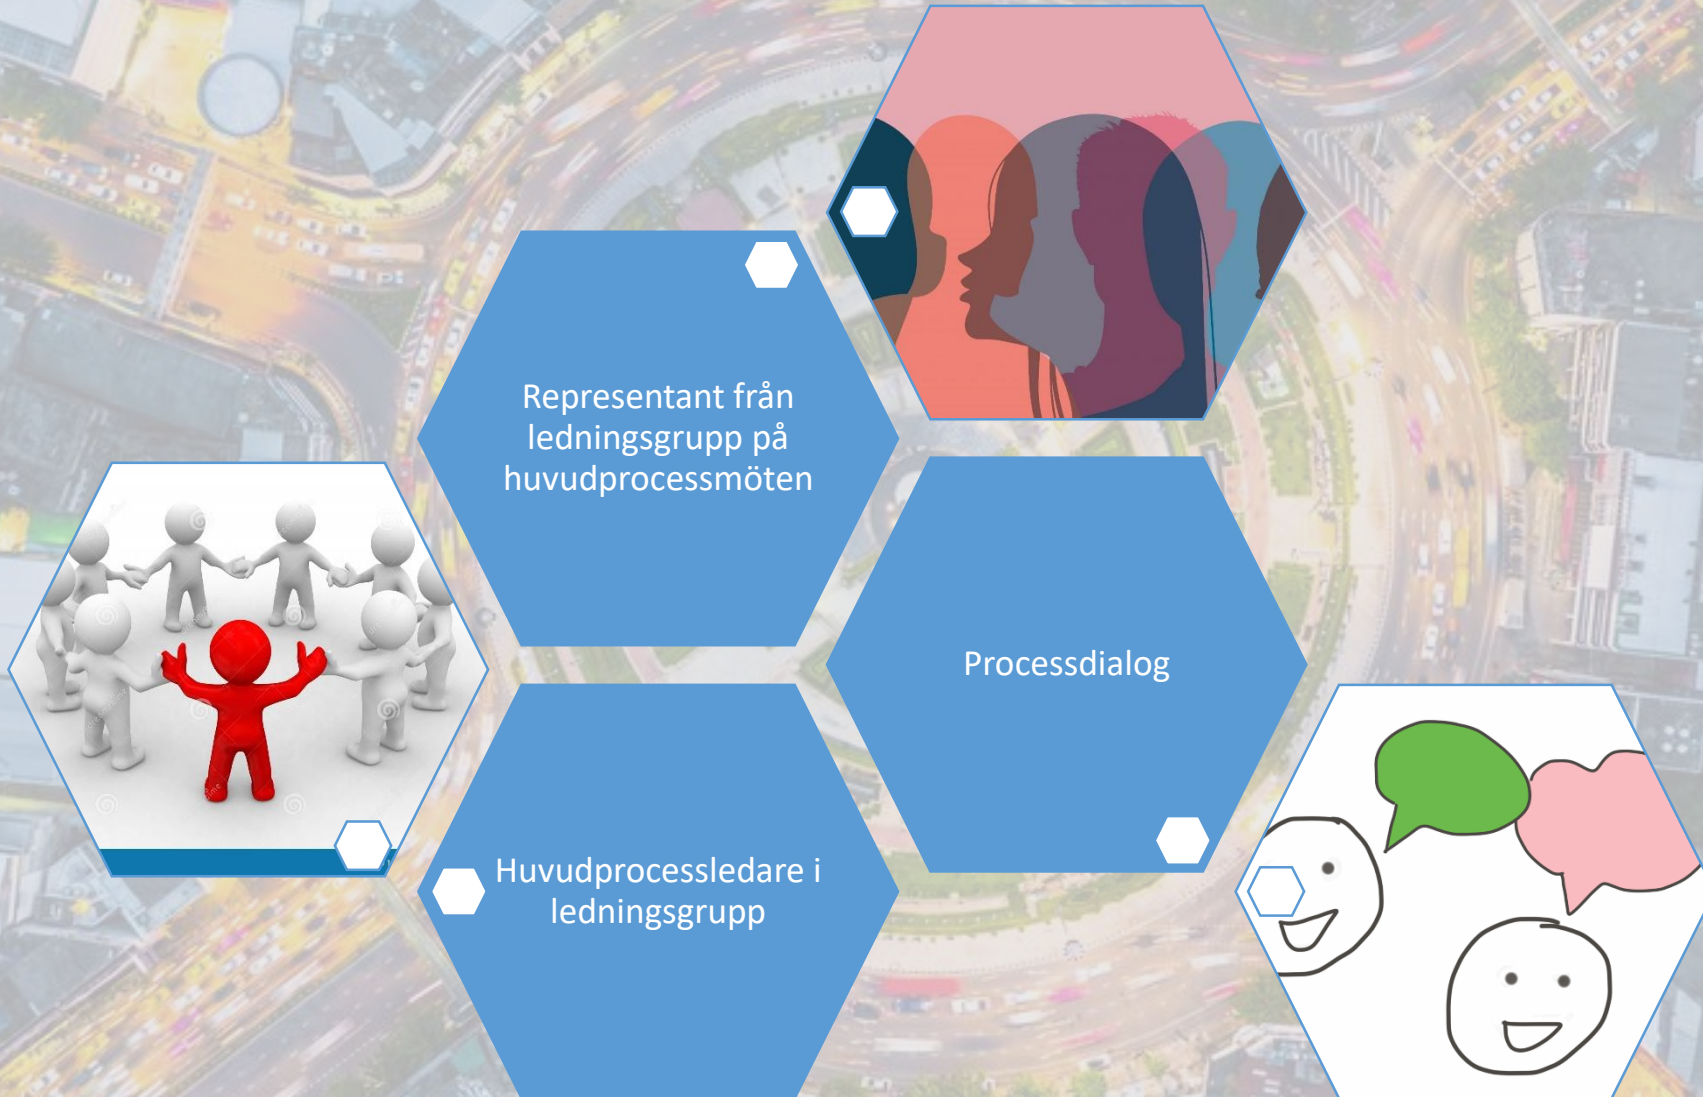 Representant från
ledningsgrupp på
huvudprocessmöten
Processdialog
Huvudprocessledare i
ledningsgrupp